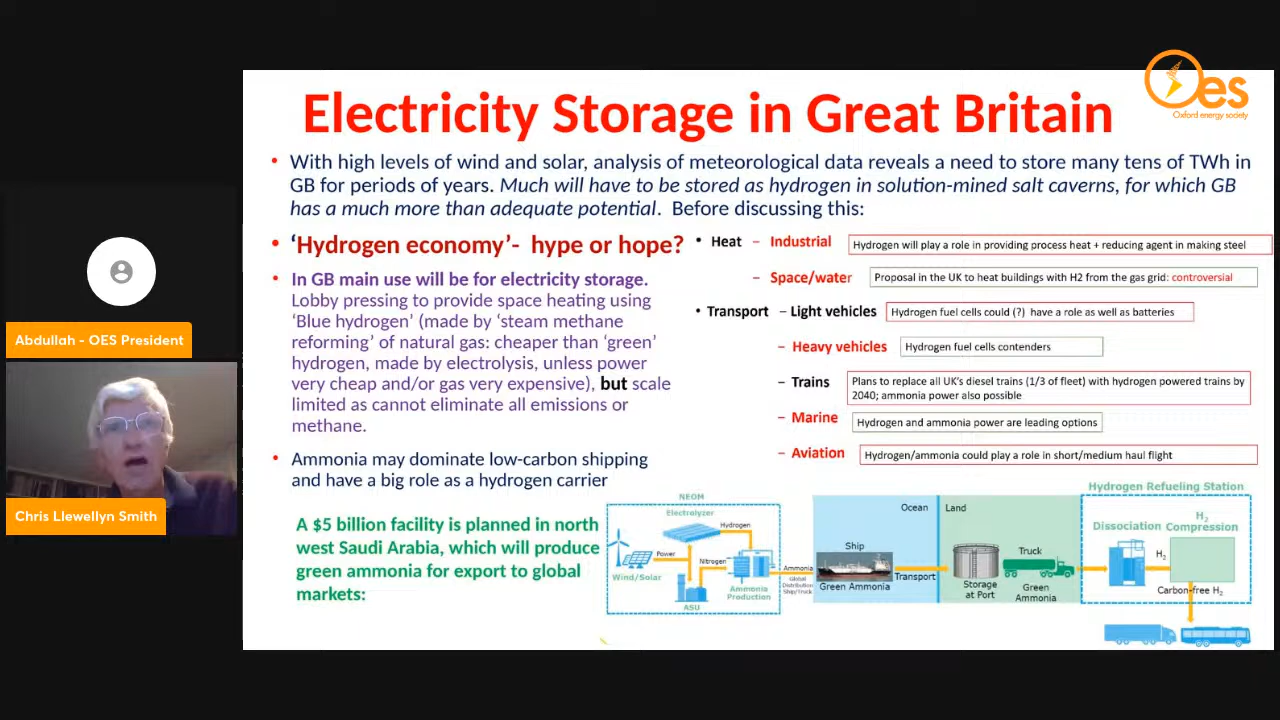 Oes
Oxford energy society
Electricity Storage in Great Britain
• With high levels of wind and solar, analysis of meteorological data reveals a need to store many tens of TWh in
GB for periods of years. Much will have to be stored as hydrogen in solution-mined salt caverns, for which GB
has a much more than adequate potential. Before discussing this:
• ‘Hydrogen economy’- hype or hope?
• In GB main use will be for electricity storage.
Lobby pressing to provide space heating using
‘Blue hydrogen’ (made by ‘steam methane
reforming’ of natural gas: cheaper than ‘green’
hydrogen, made by electrolysis, unless power
very cheap and/or gas very expensive), but scale
limited as cannot eliminate all emissions or
methane.
• Ammonia may dominate low-carbon shipping
and have a big role as a hydrogen carrier
A $5 billion facility is planned in north
west Saudi Arabia, which will produce
green ammonia for export to global
markets:
• Heat – Industrial
Hydrogen will play a role in providing process heat + reducing agent in making steel
– Space/water
Proposal in the UK to heat buildings with H2 from the gas grid: controversial
• Transport – Light vehicles
Hydrogen fuel cells could (?) have a role as well as batteries
– Heavy vehicles
Hydrogen fuel cells contenders
– Trains
Plans to replace all UK’s diesel trains (1/3 of fleet) with hydrogen powered trains by
2040; ammonia power also possible
– Marine
Hydrogen and ammonia power are leading options
– Aviation
Hydrogen/ammonia could play a role in short/medium haul flight
NEOM
Electrolyzer
Hydrogen
Power
Nitrogen
Wind/Solar
ASU
Ammonia
Production
Ammonia
Global
Distribution
Ship/Truck
Ocean
Land
Ship
Green Ammonia
Transport
Storage
at Port
Truck
Green
Ammonia
Hydrogen Refueling Station
Dissociation
H2
Compression
H2
Carbon-free H2
Abdullah - OES President
Chris Llewellyn Smith